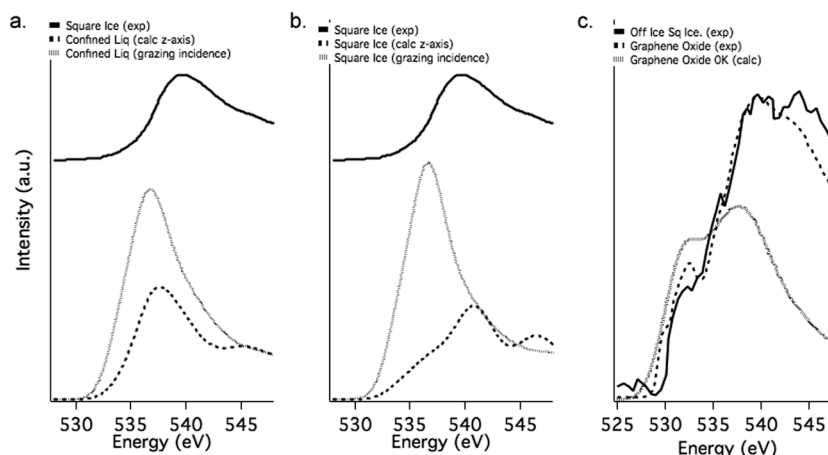 a.
Square Ice (exp)
Confined Liq (calc z-axis)
Confined Liq (grazing incidence)
Intensity (a.u.)
530 535 540 545
Energy (eV)
b.
Square Ice (exp)
Square Ice (calc z-axis)
Square Ice (grazing incidence)
530 535 540 545
Energy (eV)
c.
Off Ice Sq Ice. (exp)
Graphene Oxide (exp)
Graphene Oxide OK (calc)
525 530 535 540 545
Energy (eV)